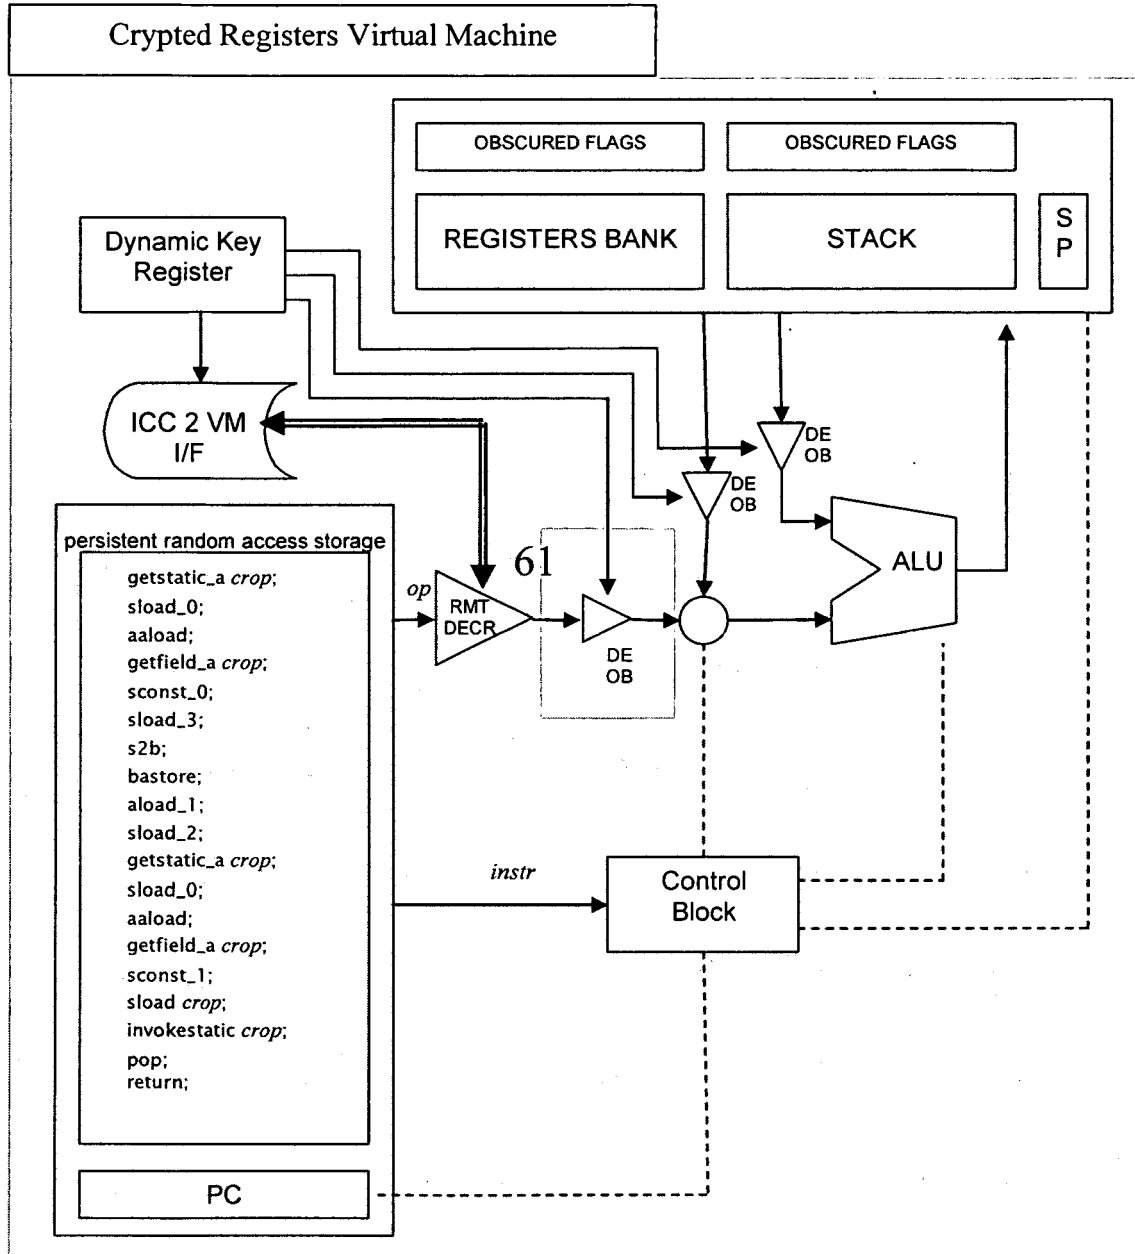 Crypted Registers Virtual Machine
OBSCURED FLAGS
OBSCURED FLAGS
REGISTERS BANK
STACK
S
P
Dynamic Key
Register
ICC 2 VM
I/F
DE
OB
DE
OB
ALU
persistent random access storage
getstatic_a crop;
sload_0;
aaload;
getfield_a crop;
sconst_0;
sload_3;
s2b;
bastore;
aload_1;
sload_2;
getstatic_a crop;
sload_0;
aaload;
getfield_a crop;
sconst_1;
sload crop;
invokestatic crop;
pop;
return;
op
RMT
DECR
61
DE
OB
instr
Control
Block
PC